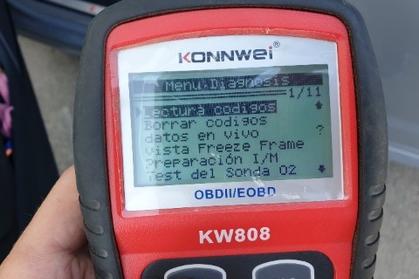 KONNWEI®
Menu Diagnosis
1/11
Lectura codigos
Borrar codigos
datos en vivo
vista Freeze Frame
Preparación I/M
Test del Sonda O2
?
OBDII/EOBD
KW808